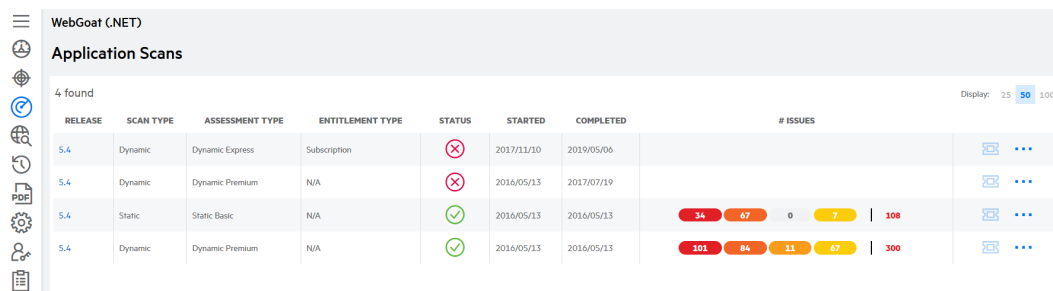 WebGoat (.NET)
Application Scans
4 found
Display: 25 50 100
RELEASE SCAN TYPE ASSESSMENT TYPE ENTITLEMENT TYPE STATUS STARTED COMPLETED # ISSUES
5.4 Dynamic Dynamic Express Subscription 2017/11/10 2019/05/06
5.4 Dynamic Dynamic Premium N/A 2016/05/13 2017/07/19
5.4 Static Static Basic N/A 2016/05/13 2016/05/13 34 67 0 7 108
5.4 Dynamic Dynamic Premium N/A 2016/05/13 2016/05/13 101 84 11 67 300
PDF